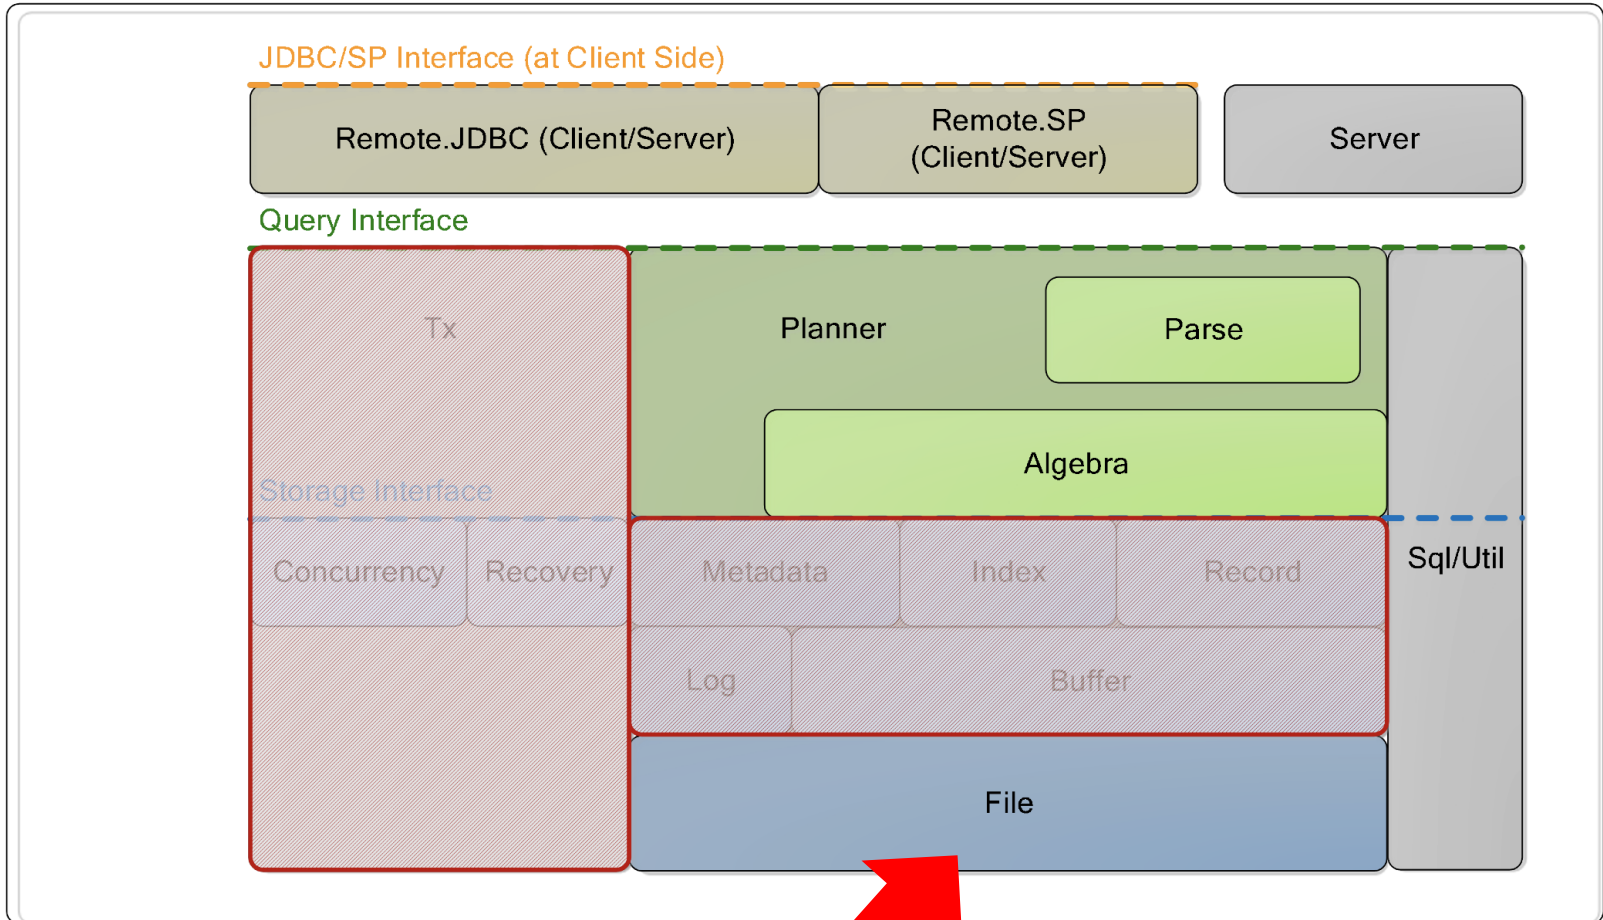 JDBC/SP Interface (at Client Side)
Remote.JDBC (Client/Server)
Remote.SP
(Client/Server)
Server
Query Interface
Tx
Planner
Parse
Algebra
Storage Interface
Concurrency
Recovery
Metadata
Index
Record
Sql/Util
Log
Buffer
File